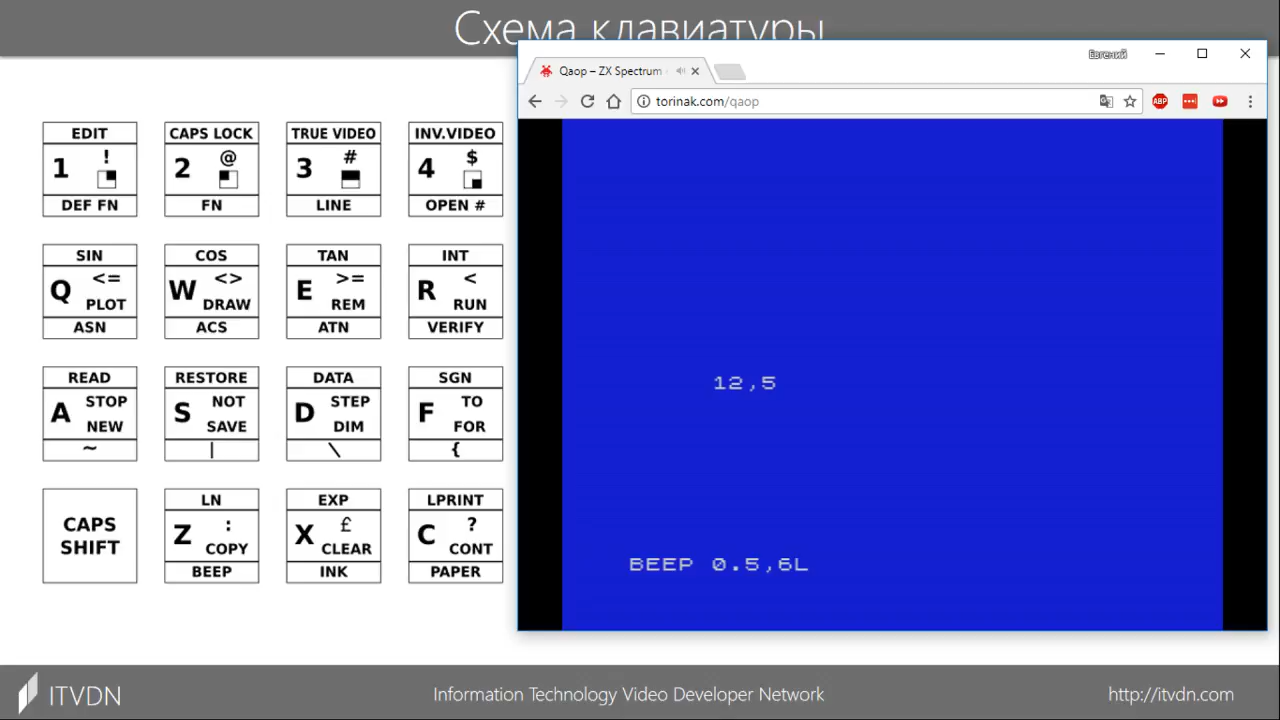 Схема клавиатуры
Евгений
Qaop – ZX Spectrum
torinak.com/qaop
ABP
EDIT
1 !
DEF FN
CAPS LOCK
2 @
FN
TRUE VIDEO
3 #
LINE
INV.VIDEO
4 $
OPEN #
SIN
Q <=
PLOT
ASN
COS
W <>
DRAW
ACS
TAN
E >=
REM
ATN
INT
R <
RUN
VERIFY
READ
A STOP
NEW
~
RESTORE
S NOT
SAVE
|
DATA
D STEP
DIM
\
SGN
F TO
FOR
{
CAPS
SHIFT
LN
Z :
COPY
BEEP
EXP
X £
CLEAR
INK
LPRINT
C ?
CONT
PAPER
12,5
BEEP 0.5,6L
ITVDN
Information Technology Video Developer Network
http://itvdn.com